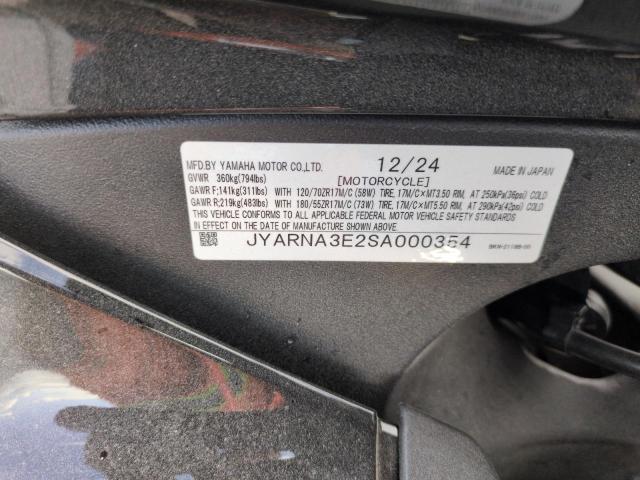 MFD.BY YAMAHA MOTOR CO.,LTD. 12/24 MADE IN JAPAN
GVWR 360kg(794lbs) [MOTORCYCLE]
GAWR F;141kg(311lbs) WITH 120/70ZR17M/C (58W) TIRE, 17M/C×MT3.50 RIM, AT 250kPa(36psi) COLD
GAWR R;219kg(483lbs) WITH 180/55ZR17M/C (73W) TIRE, 17M/C×MT5.50 RIM, AT 290kPa(42psi) COLD
THIS VEHICLE CONFORMS TO ALL APPLICABLE FEDERAL MOTOR VEHICLE SAFETY STANDARDS
IN EFFECT ON THE DATE OF MANUFACTURE SHOWN ABOVE.
JYARNA3E2SA000354